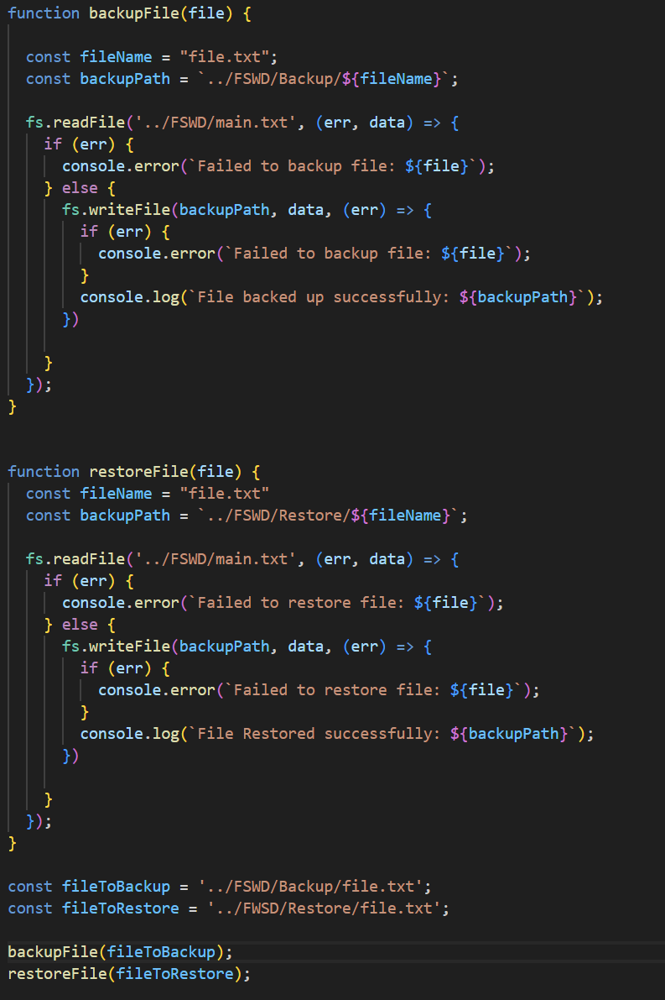 function backupFile(file) {
const fileName = "file.txt";
const backupPath = `../FSWD/Backup/${fileName}`;
fs.readFile('../FSWD/main.txt', (err, data) => {
if (err) {
console.error(`Failed to backup file: ${file}`);
} else {
fs.writeFile(backupPath, data, (err) => {
if (err) {
console.error(`Failed to backup file: ${file}`);
}
console.log(`File backed up successfully: ${backupPath}`);
})
}
});
}
function restoreFile(file) {
const fileName = "file.txt"
const backupPath = `../FSWD/Restore/${fileName}`;
fs.readFile('../FSWD/main.txt', (err, data) => {
if (err) {
console.error(`Failed to restore file: ${file}`);
} else {
fs.writeFile(backupPath, data, (err) => {
if (err) {
console.error(`Failed to restore file: ${file}`);
}
console.log(`File Restored successfully: ${backupPath}`);
})
}
});
}
const fileToBackup = '../FSWD/Backup/file.txt';
const fileToRestore = '../FWSD/Restore/file.txt';
backupFile(fileToBackup);
restoreFile(fileToRestore);